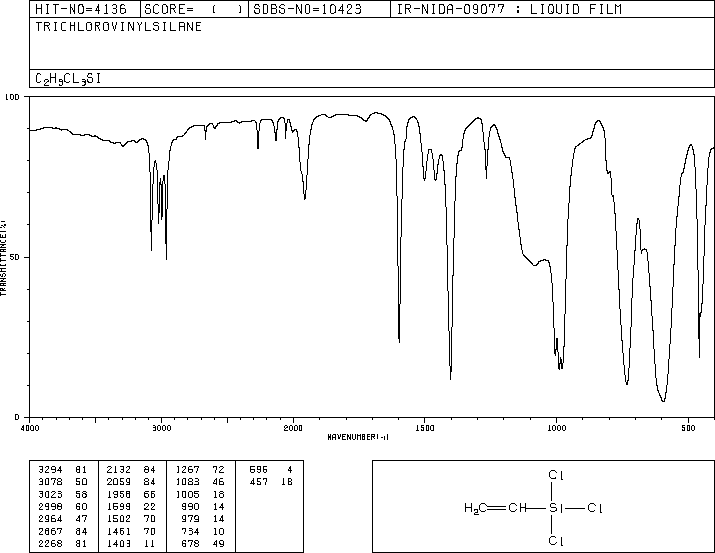 HIT-NO=4136 SCORE= ( ) SDBS-NO=10423 IR-NIDA-09077 : LIQUID FILM
TRICHLOROVINYLSILANE
C₂H₃CL₃SI
100
50
0
TRANSMITTANCE(%)
4000 3000 2000 1500 1000 500
WAVENUMBER(-1)
3294 81 2132 84 1267 72 596 4
3078 50 2059 84 1083 46 457 18
3023 58 1958 66 1005 18
2998 60 1599 22 990 14
2964 47 1502 70 979 14
2667 84 1461 70 734 10
2268 81 1403 11 678 49
Cl
H₂C CH Si Cl
Cl